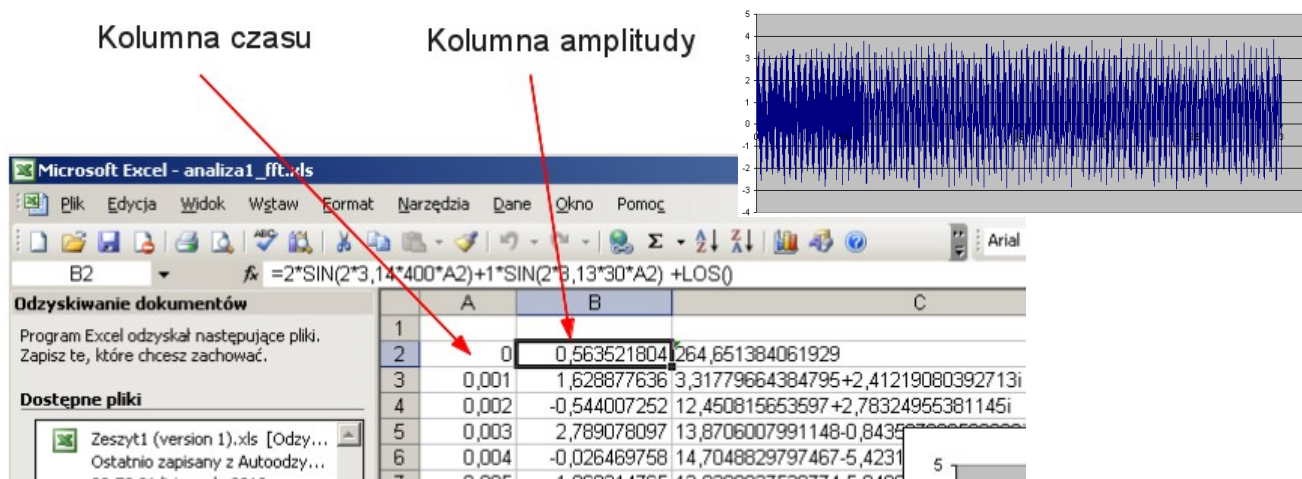 Kolumna czasu
Kolumna amplitudy
5
4
3
2
1
0
-1
-2
-3
-4
Microsoft Excel - analiza1_fft.xls
Plik Edycja Widok Wstaw Format Narzędzia Dane Okno Pomoc
Arial
B2 fx =2*SIN(2*3,14*400*A2)+1*SIN(2*3,13*30*A2) +LOS()
Odzyskiwanie dokumentów
Program Excel odzyskał następujące pliki.
Zapisz te, które chcesz zachować.
Dostępne pliki
Zeszyt1 (version 1).xls [Odzy...
Ostatnio zapisany z Autoodzy...
A B C
1
2 0 0,563521804 264,651384061929
3 0,001 1,628877636 3,31779664384795+2,41219080392713i
4 0,002 -0,544007252 12,450815653597+2,78324955381145i
5 0,003 2,789078097 13,8706007991148-0,8435
6 0,004 -0,026469758 14,7048829797467-5,4231
5